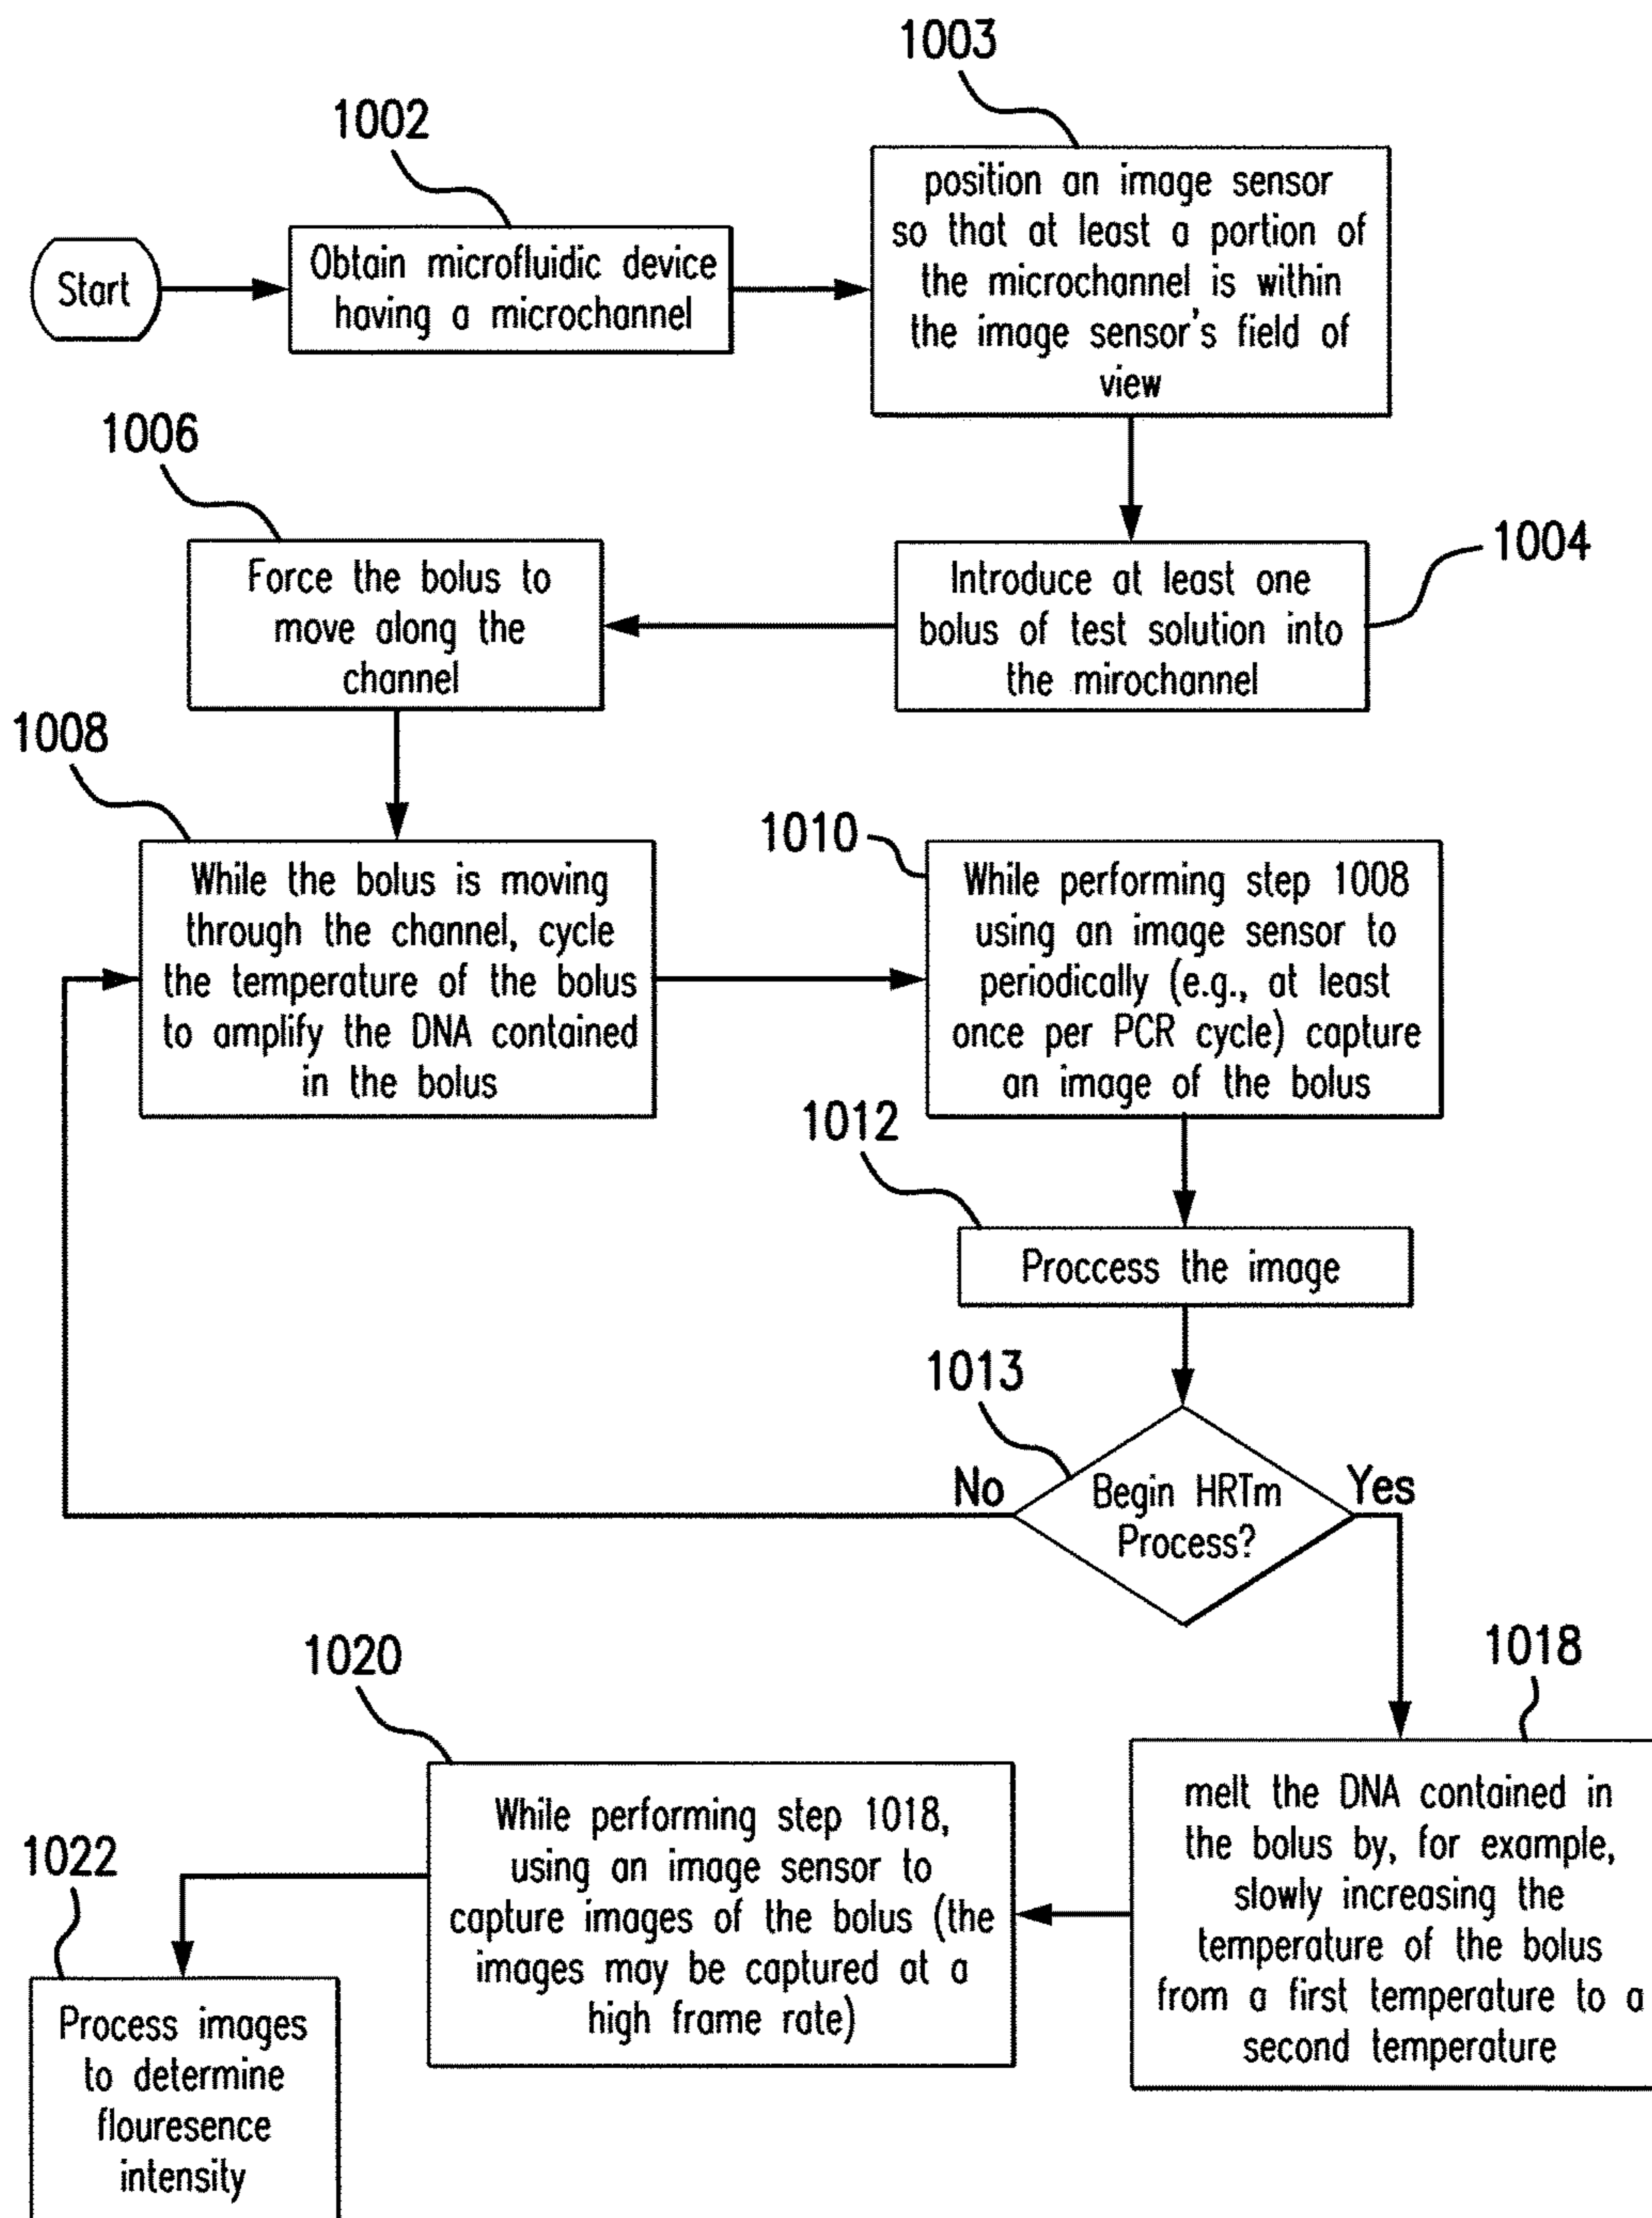 1003
1002
position an image sensor
so that at least a portion of
the microchannel is within
the image sensor's field of
view
Start
Obtain microfluidic device
having a microchannel
1006
1004
Force the bolus to
move along the
channel
Introduce at least one
bolus of test solution into
the mirochannel
1008
While the bolus is moving
through the channel, cycle
the temperature of the bolus
to amplify the DNA contained
in the bolus
1010
While performing step 1008
using an image sensor to
periodically (e.g., at least
once per PCR cycle) capture
an image of the bolus
1012
Proccess the image
1013
No
Begin HRTm
Process?
Yes
1018
melt the DNA contained in
the bolus by, for example,
slowly increasing the
temperature of the bolus
from a first temperature to a
second temperature
1020
While performing step 1018,
using an image sensor to
capture images of the bolus (the
images may be captured at a
high frame rate)
1022
Process images
to determine
flouresence
intensity